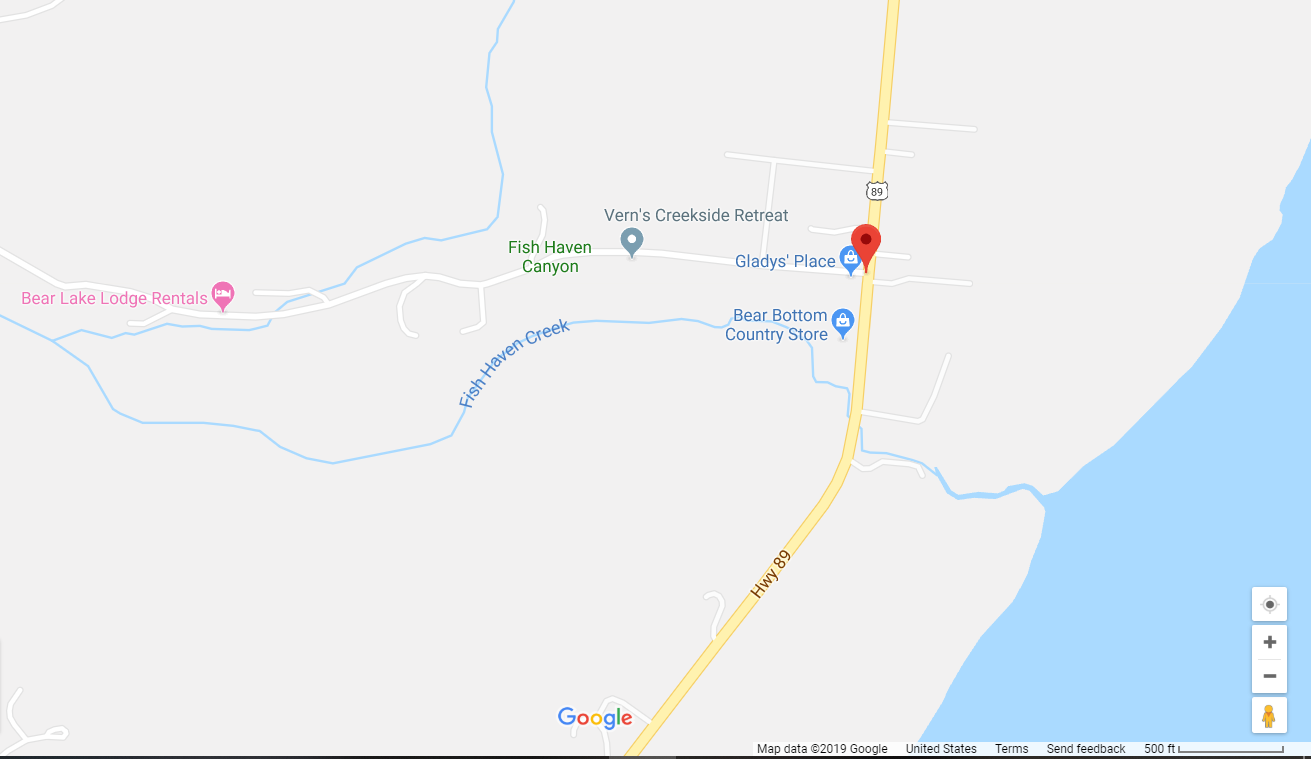 89
Vern's Creekside Retreat
Fish Haven
Canyon
Gladys' Place
Bear Lake Lodge Rentals
Bear Bottom
Country Store
Fish Haven Creek
Hwy 89
Google
Map data ©2019 Google United States Terms Send feedback 500 ft